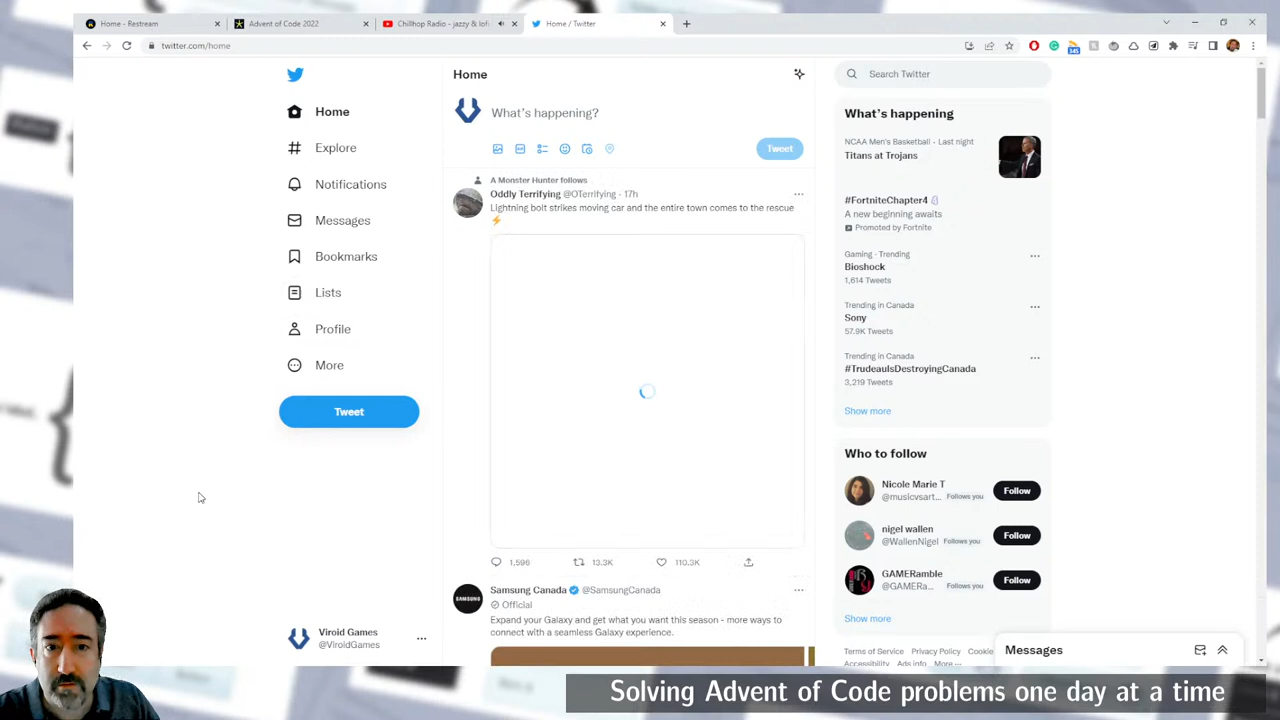 Home - Restream
Advent of Code 2022
Chillhop Radio - jazzy & lofi
Home / Twitter
twitter.com/home
345
Home
Explore
Notifications
Messages
Bookmarks
Lists
Profile
More
Tweet
Viroid Games
@ViroidGames
Home
What's happening?
Tweet
A Monster Hunter follows
Oddly Terrifying @OTerrifying · 17h
Lightning bolt strikes moving car and the entire town comes to the rescue
⚡
1,596 13.3K 110.3K
Samsung Canada @SamsungCanada
Official
Expand your Galaxy and get what you want this season - more ways to
connect with a seamless Galaxy experience.
SAMSUNG
Search Twitter
What's happening
NCAA Men's Basketball · Last night
Titans at Trojans
#FortniteChapter4
A new beginning awaits
Promoted by Fortnite
Gaming · Trending
Bioshock
1,614 Tweets
Trending in Canada
Sony
57.9K Tweets
Trending in Canada
#TrudeauIsDestroyingCanada
3,219 Tweets
Show more
Who to follow
Nicole Marie T
@musicvsart... Follows you
Follow
nigel wallen
@WallenNigel Follows you
Follow
GAMERamble
@GAMERa... Follows you
Follow
Show more
Terms of Service Privacy Policy Cookie
Accessibility Ads info More ...
Messages
Solving Advent of Code problems one day at a time